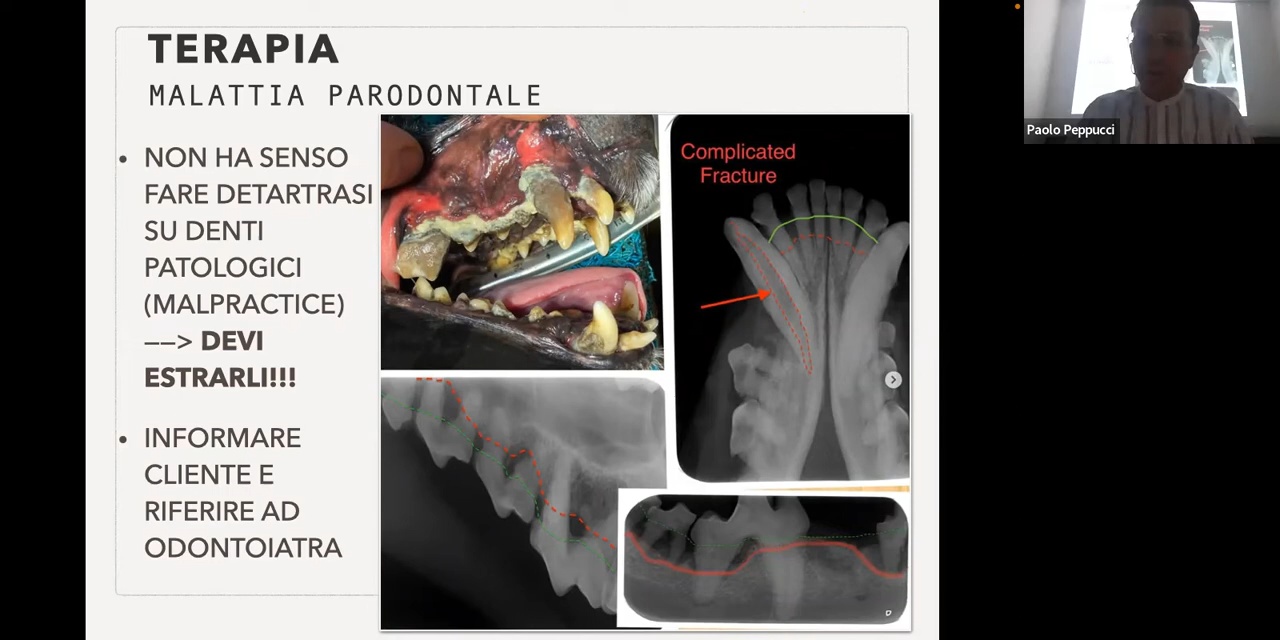 TERAPIA
MALATTIA PARODONTALE
• NON HA SENSO
FARE DETARTRASI
SU DENTI
PATOLOGICI
(MALPRACTICE)
——> DEVI
ESTRARLI!!!
• INFORMARE
CLIENTE E
RIFERIRE AD
ODONTOIATRA
Complicated
Fracture
Paolo Peppucci